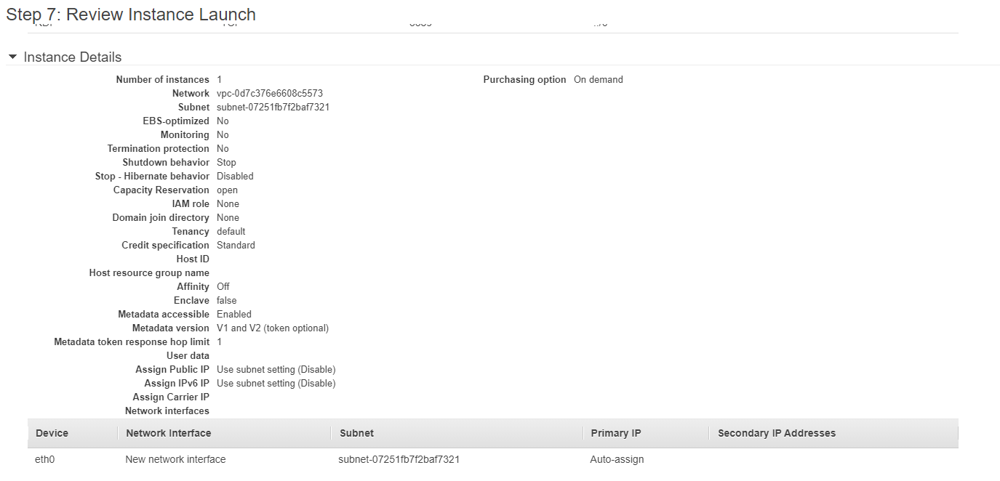 Step 7: Review Instance Launch
Instance Details
Number of instances 1 Purchasing option On demand
Network vpc-0d7c376e6608c5573
Subnet subnet-07251fb7f2baf7321
EBS-optimized No
Monitoring No
Termination protection No
Shutdown behavior Stop
Stop - Hibernate behavior Disabled
Capacity Reservation open
IAM role None
Domain join directory None
Tenancy default
Credit specification Standard
Host ID
Host resource group name
Affinity Off
Enclave false
Metadata accessible Enabled
Metadata version V1 and V2 (token optional)
Metadata token response hop limit 1
User data
Assign Public IP Use subnet setting (Disable)
Assign IPv6 IP Use subnet setting (Disable)
Assign Carrier IP
Network interfaces
Device Network Interface Subnet Primary IP Secondary IP Addresses
eth0 New network interface subnet-07251fb7f2baf7321 Auto-assign